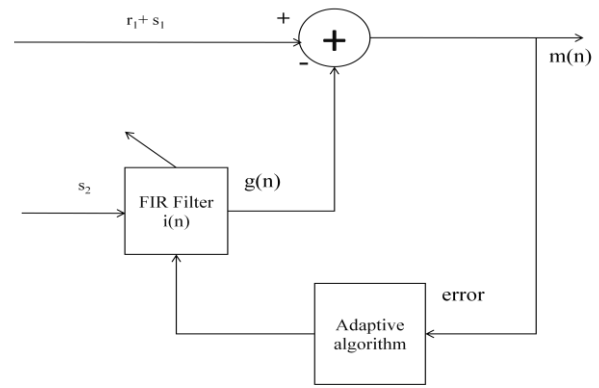 r₁+ s₁
+
-
+
m(n)
s₂
FIR Filter
i(n)
g(n)
error
Adaptive
algorithm